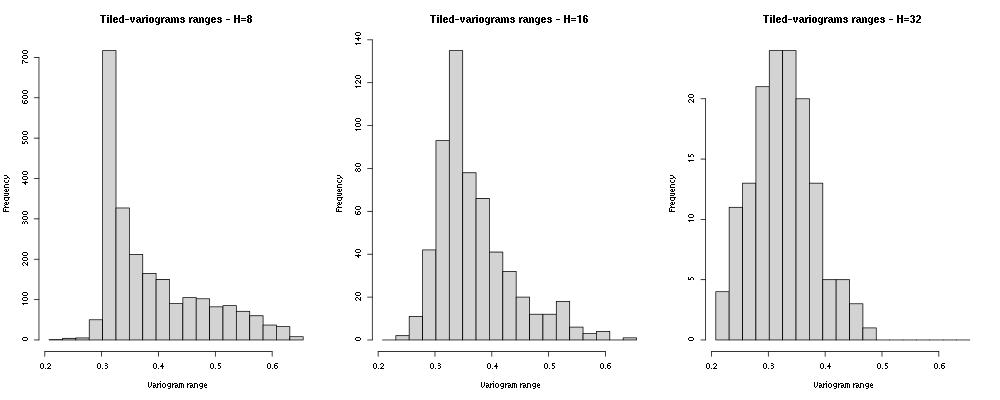 Tiled-variograms ranges - H=8
Frequency
0 100 200 300 400 500 600 700
0.2 0.3 0.4 0.5 0.6
Variogram range
Tiled-variograms ranges - H=16
Frequency
0 20 40 60 80 100 120 140
0.2 0.3 0.4 0.5 0.6
Variogram range
Tiled-variograms ranges - H=32
Frequency
0 5 10 15 20
0.2 0.3 0.4 0.5 0.6
Variogram range